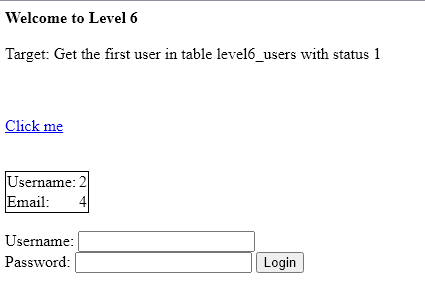 Welcome to Level 6
Target: Get the first user in table level6_users with status 1
Click me
Username: 2
Email: 4
Username:
Password: Login